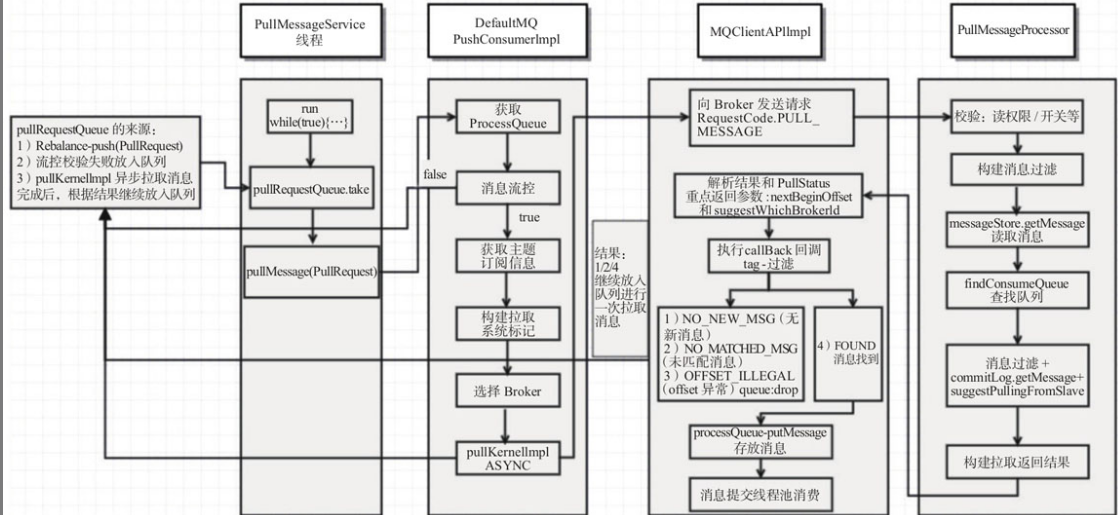 PullMessageService
线程
DefaultMQ
PushConsumerlmpl
MQClientAPIlmpl
PullMessageProcessor
pullRequestQueue 的来源：
1）Rebalance-push(PullRequest)
2）流控校验失败放入队列
3）pullKernelImpl 异步拉取消息
完成后，根据结果继续放入队列
run
while(true){…}
pullRequestQueue.take
pullMessage(PullRequest)
获取
ProcessQueue
false
消息流控
true
获取主题
订阅信息
构建拉取
系统标记
选择 Broker
pullKernelImpl
ASYNC
结果：
1/2/4
继续放入
队列进行
一次拉取
消息
向 Broker 发送请求
RequestCode.PULL_
MESSAGE
解析结果和 PullStatus
重点返回参数：nextBeginOffset
和 suggestWhichBrokerId
执行 callBack 回调
tag-过滤
1）NO_NEW_MSG（无
新消息）
2）NO_MATCHED_MSG
（未匹配消息）
3）OFFSET_ILLEGAL
（offset 异常）queue:drop
4）FOUND
消息找到
processQueue-putMessage
存放消息
消息提交线程池消费
校验：读权限 / 开关等
构建消息过滤
messageStore.getMessage
读取消息
findConsumeQueue
查找队列
消息过滤 +
commitLog.getMessage+
suggestPullingFromSlave
构建拉取返回结果